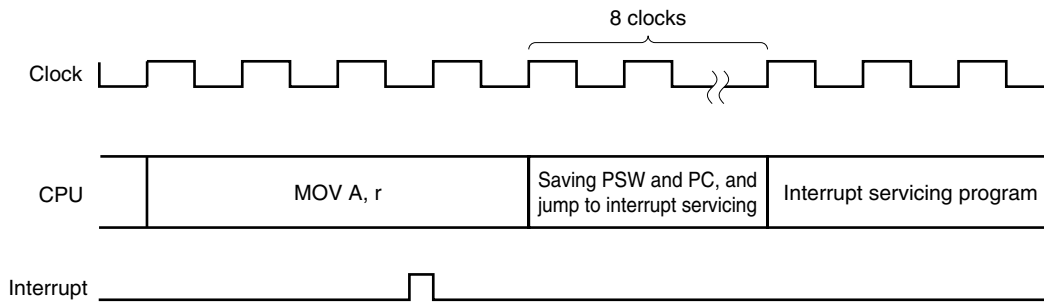 8 clocks
Clock
CPU
MOV A, r
Saving PSW and PC, and
jump to interrupt servicing
Interrupt servicing program
Interrupt